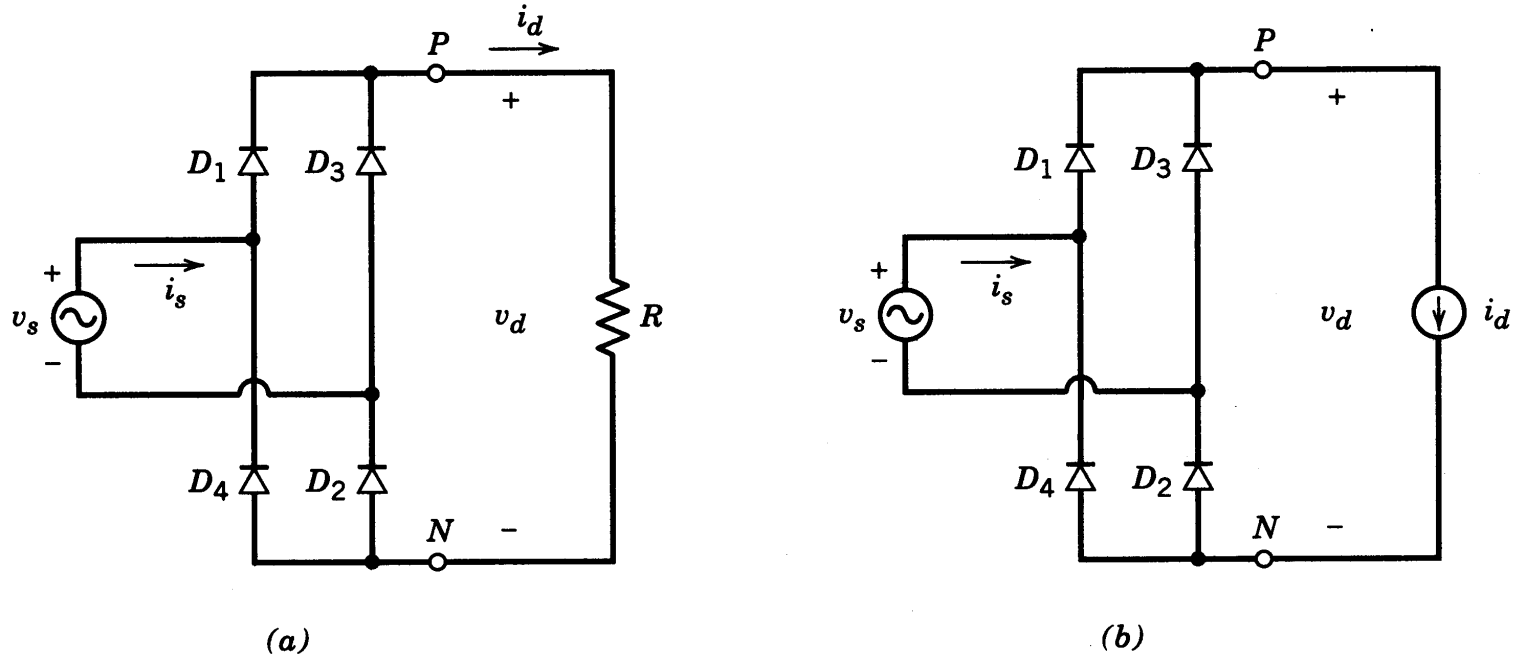 i_d
P
+
D_1
D_3
+
i_s
v_s
v_d
R
−
D_4
D_2
N
−
(a)
P
+
D_1
D_3
+
i_s
v_s
v_d
i_d
−
D_4
D_2
N
−
(b)